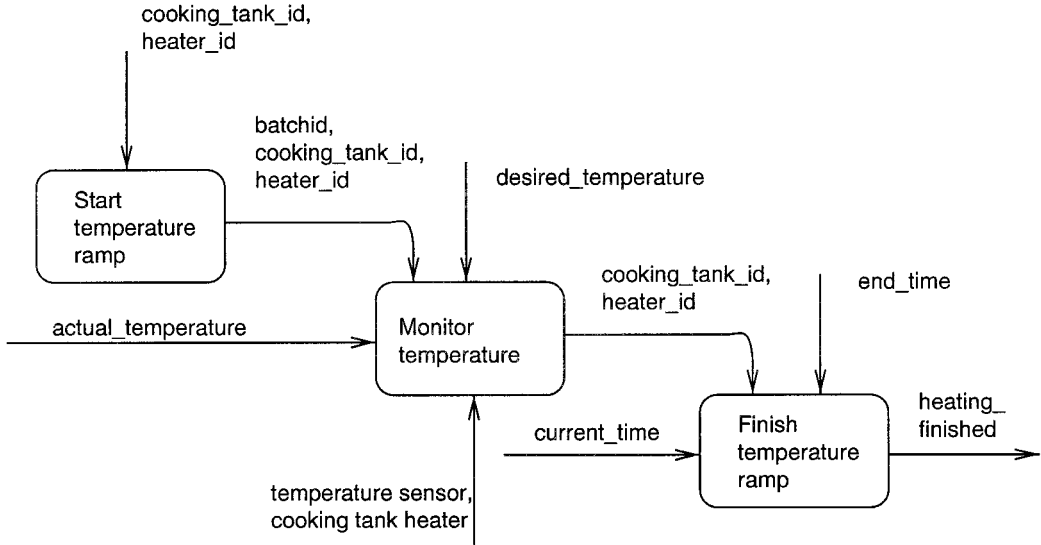 cooking_tank_id,
heater_id
batchid,
cooking_tank_id,
heater_id
desired_temperature
Start
temperature
ramp
cooking_tank_id,
heater_id
end_time
actual_temperature
Monitor
temperature
heating_
finished
current_time
Finish
temperature
ramp
temperature sensor,
cooking tank heater